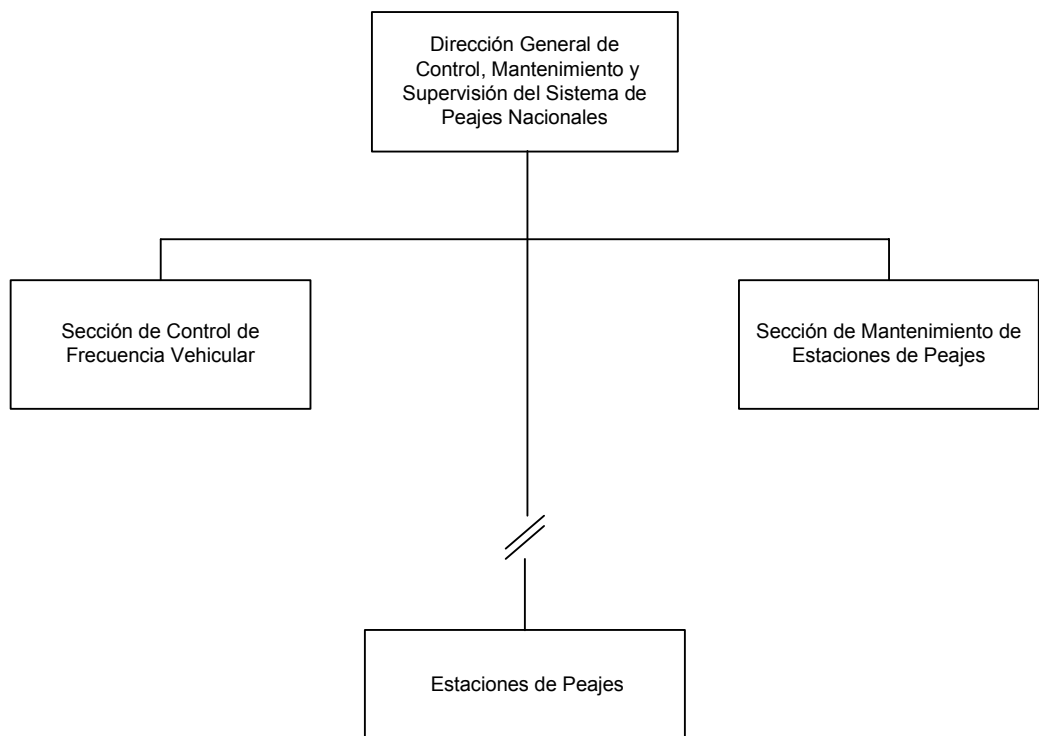 Dirección General de
Control, Mantenimiento y
Supervisión del Sistema de
Peajes Nacionales
Sección de Control de
Frecuencia Vehicular
Sección de Mantenimiento de
Estaciones de Peajes
Estaciones de Peajes